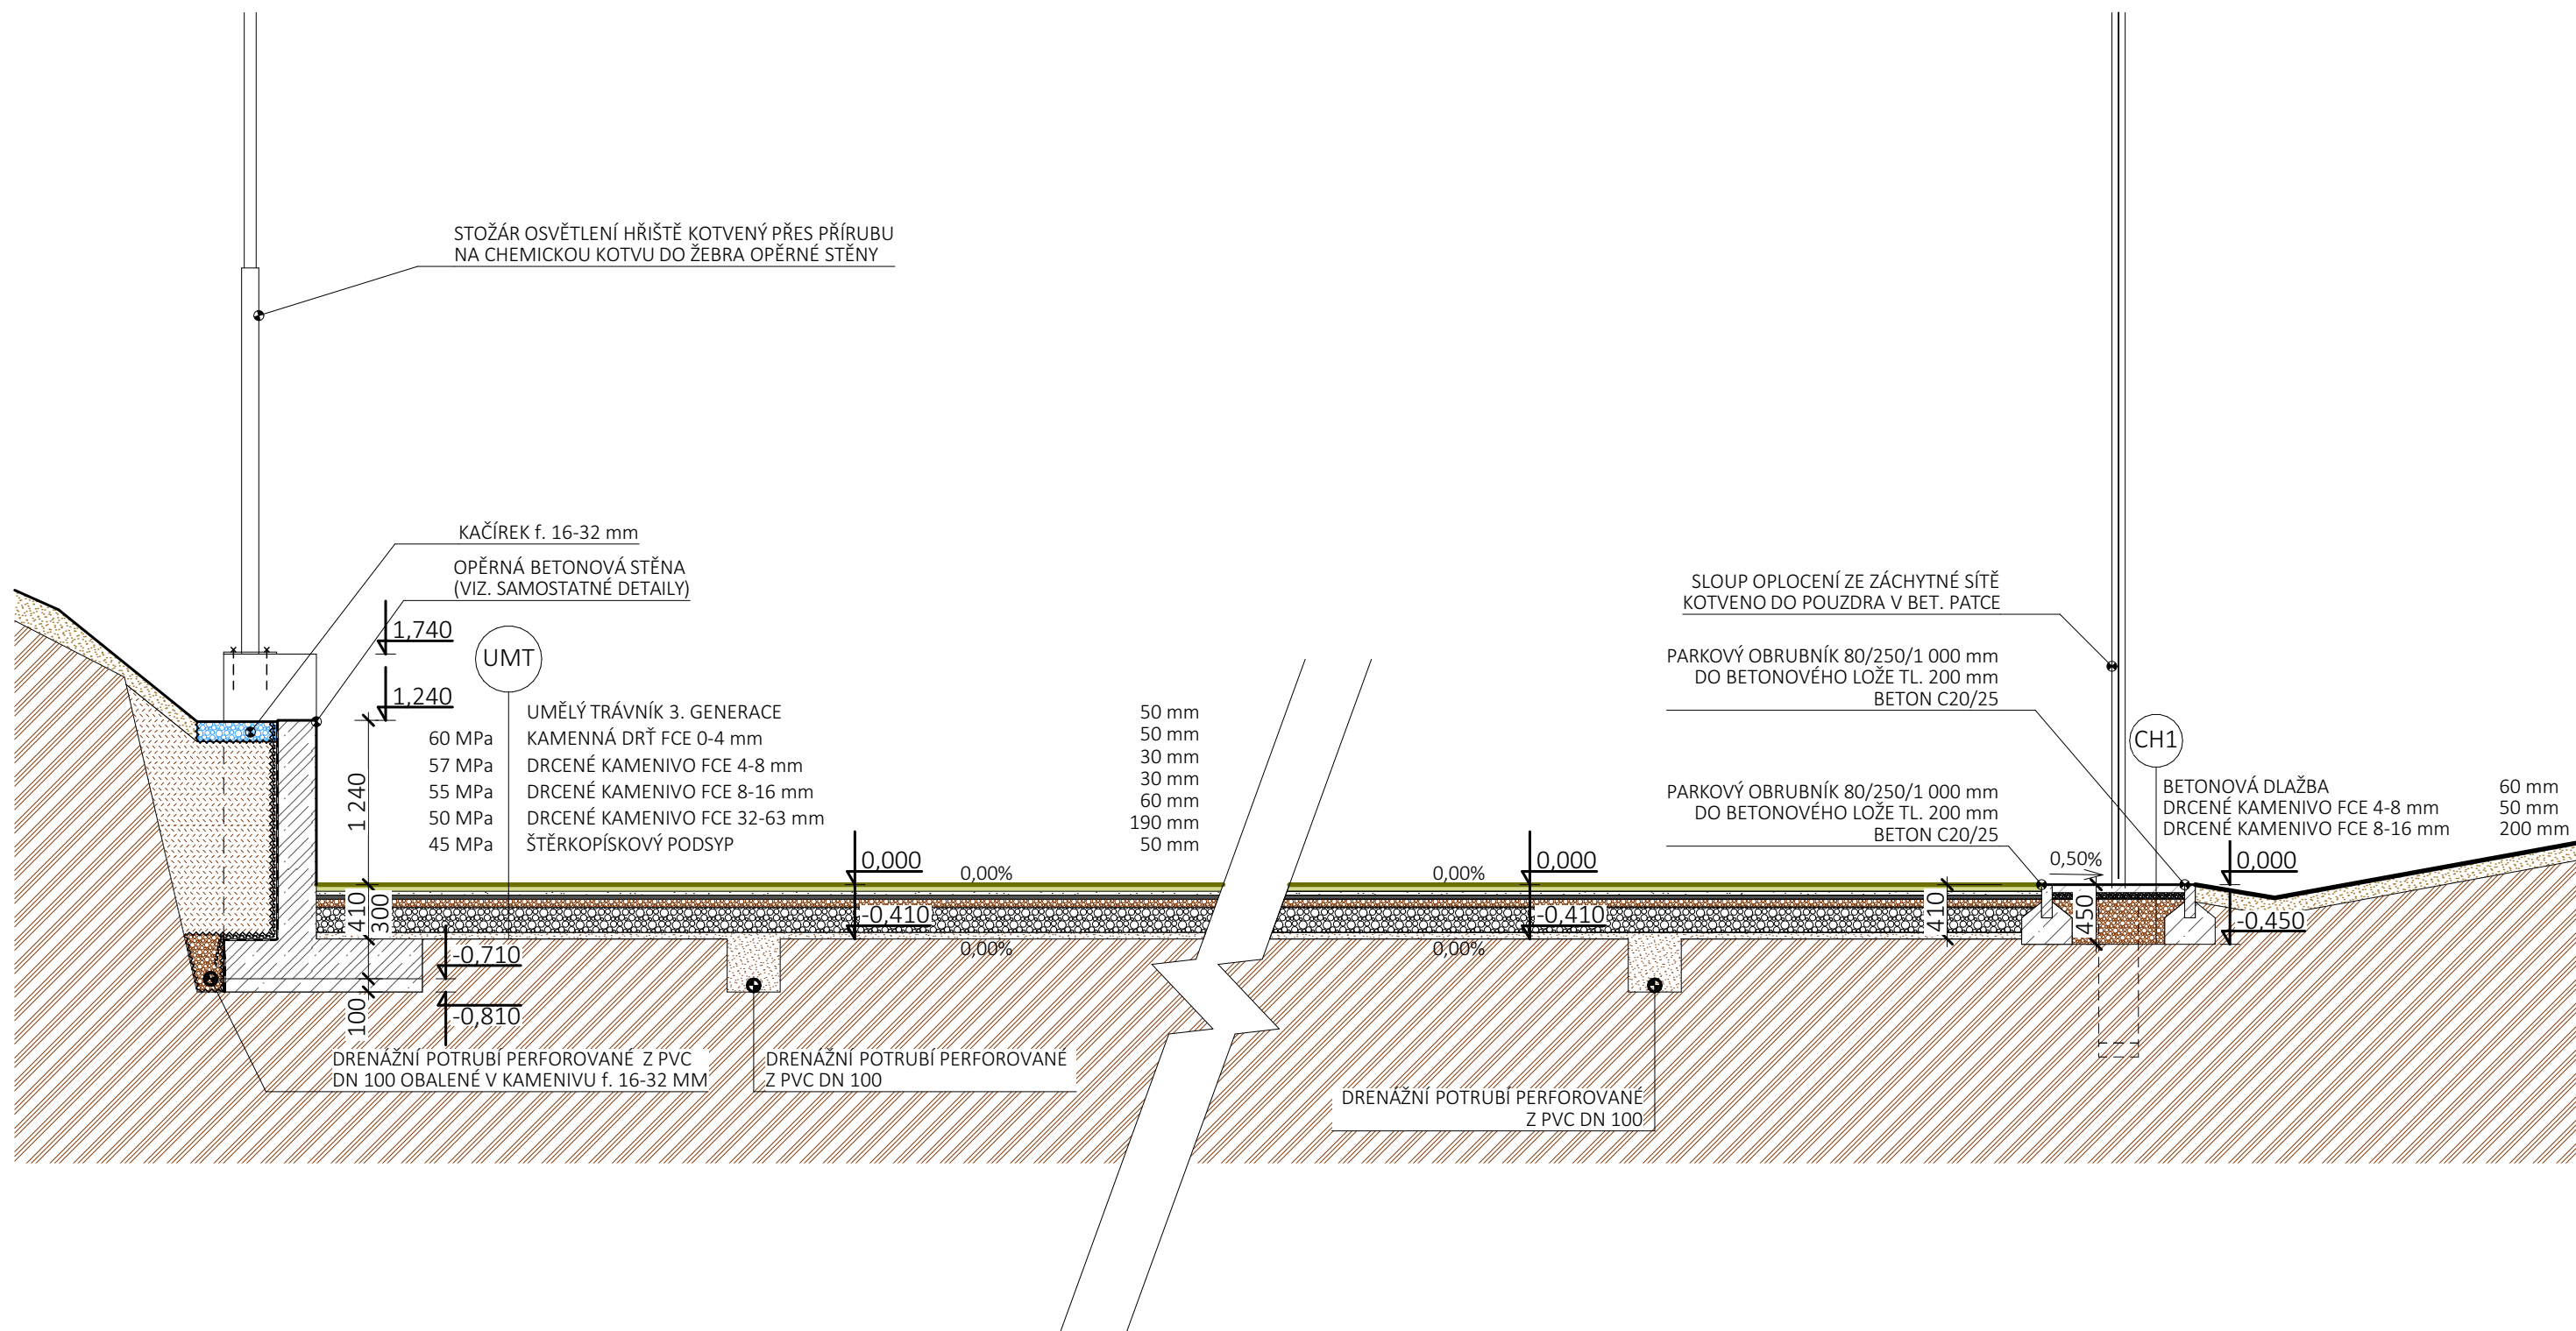 STOŽÁR OSVĚTLENÍ HŘIŠTĚ KOTVENÝ PŘES PŘÍRUBU
NA CHEMICKOU KOTVU DO ŽEBRA OPĚRNÉ STĚNY
KAČÍREK f. 16-32 mm
OPĚRNÁ BETONOVÁ STĚNA
(VIZ. SAMOSTATNÉ DETAILY)
1,740
1,240
UMT
UMĚLÝ TRÁVNÍK 3. GENERACE
60 MPa KAMENNÁ DRŤ FCE 0-4 mm
57 MPa DRCENÉ KAMENIVO FCE 4-8 mm
55 MPa DRCENÉ KAMENIVO FCE 8-16 mm
50 MPa DRCENÉ KAMENIVO FCE 32-63 mm
45 MPa ŠTĚRKOPÍSKOVÝ PODSYP
50 mm
50 mm
30 mm
30 mm
60 mm
190 mm
50 mm
1 240
410
300
100
-0,710
-0,810
0,000
-0,410
0,00%
0,00%
DRENÁŽNÍ POTRUBÍ PERFOROVANÉ Z PVC
DN 100 OBALENÉ V KAMENIVU f. 16-32 MM
DRENÁŽNÍ POTRUBÍ PERFOROVANÉ
Z PVC DN 100
0,00%
0,00%
0,000
-0,410
DRENÁŽNÍ POTRUBÍ PERFOROVANÉ
Z PVC DN 100
SLOUP OPLOCENÍ ZE ZÁCHYTNÉ SÍTĚ
KOTVENO DO POUZDRA V BET. PATCE
PARKOVÝ OBRUBNÍK 80/250/1 000 mm
DO BETONOVÉHO LOŽE TL. 200 mm
BETON C20/25
PARKOVÝ OBRUBNÍK 80/250/1 000 mm
DO BETONOVÉHO LOŽE TL. 200 mm
BETON C20/25
CH1
BETONOVÁ DLAŽBA 60 mm
DRCENÉ KAMENIVO FCE 4-8 mm 50 mm
DRCENÉ KAMENIVO FCE 8-16 mm 200 mm
0,50%
410
450
0,000
-0,450